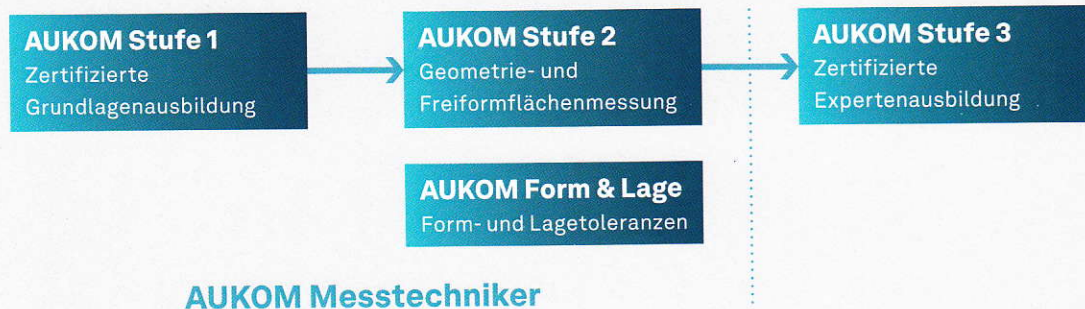 AUKOM Stufe 1
Zertifizierte
Grundlagenausbildung
AUKOM Stufe 2
Geometrie- und
Freiformflächenmessung
AUKOM Stufe 3
Zertifizierte
Expertenausbildung
AUKOM Form & Lage
Form- und Lagetoleranzen
AUKOM Messtechniker